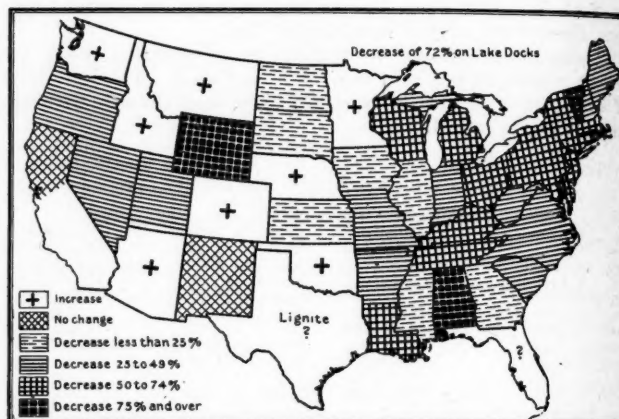 Decrease of 72% on Lake Docks
Lignite
?
?
Increase
No change
Decrease less than 25%
Decrease 25 to 49%
Decrease 50 to 74%
Decrease 75% and over